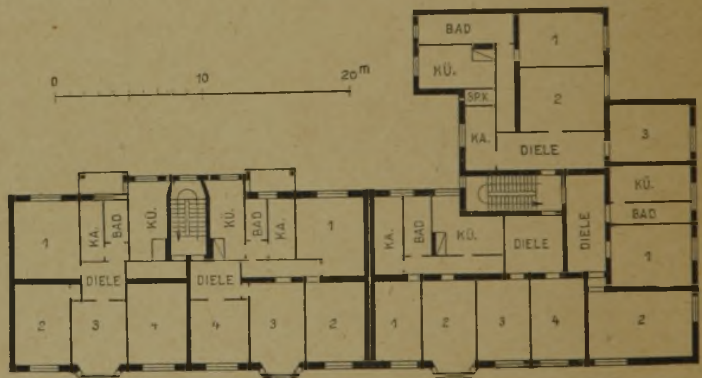 BAD 1
KÜ.
0 10 20 m
SPK. 2
KA. DIELE 3
KÜ.
BAD
1 KA. BAD KÜ. KÜ. BAD KA. 1 KA. BAD KÜ. DIELE DIELE 1
DIELE DIELE
2 3 4 4 3 2 1 2 3 4 2